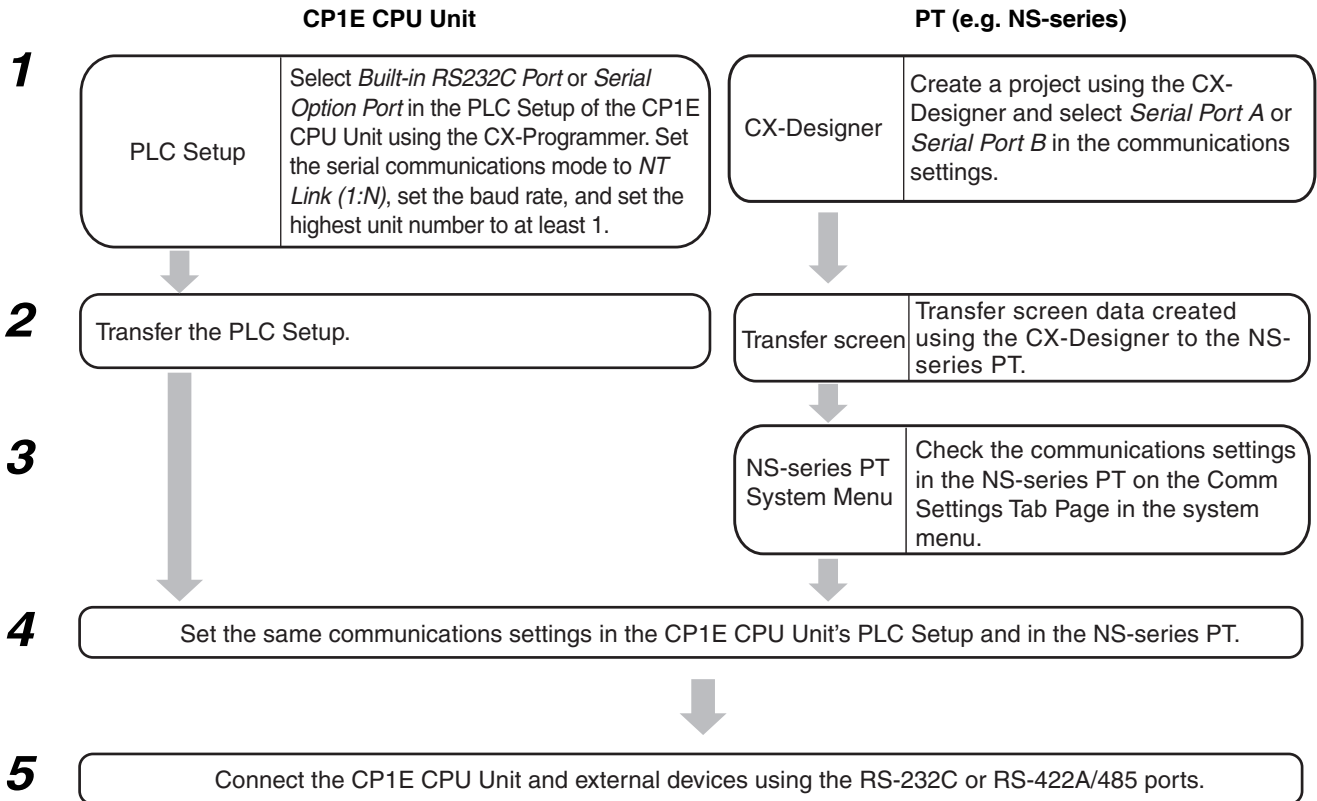 CP1E CPU Unit
PT (e.g. NS-series)
1
PLC Setup
Select Built-in RS232C Port or Serial
Option Port in the PLC Setup of the CP1E
CPU Unit using the CX-Programmer. Set
the serial communications mode to NT
Link (1:N), set the baud rate, and set the
highest unit number to at least 1.
CX-Designer
Create a project using the CX-
Designer and select Serial Port A or
Serial Port B in the communications
settings.
2
Transfer the PLC Setup.
Transfer screen
Transfer screen data created
using the CX-Designer to the NS-
series PT.
3
NS-series PT
System Menu
Check the communications settings
in the NS-series PT on the Comm
Settings Tab Page in the system
menu.
4
Set the same communications settings in the CP1E CPU Unit's PLC Setup and in the NS-series PT.
5
Connect the CP1E CPU Unit and external devices using the RS-232C or RS-422A/485 ports.